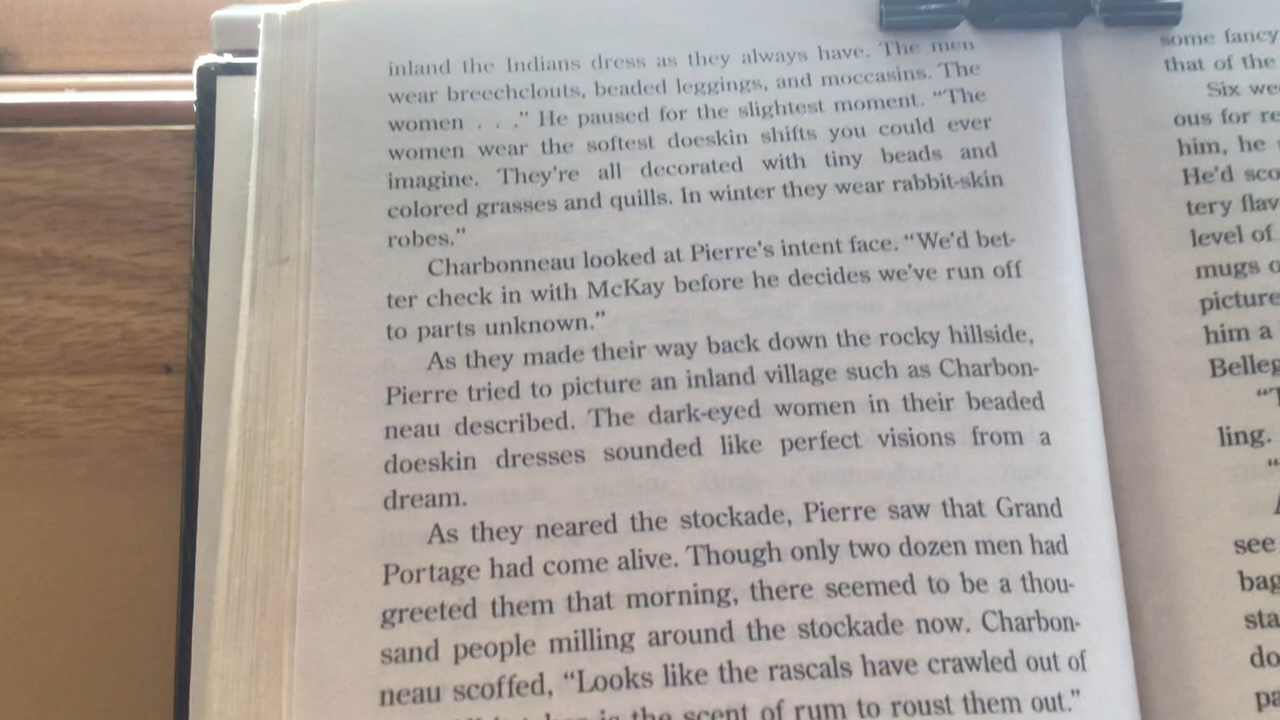 inland the Indians dress as they always have. The men
wear breechclouts, beaded leggings, and moccasins. The
women . . ." He paused for the slightest moment. "The
women wear the softest doeskin shifts you could ever
imagine. They're all decorated with tiny beads and
colored grasses and quills. In winter they wear rabbit-skin
robes."
Charbonneau looked at Pierre's intent face. "We'd bet-
ter check in with McKay before he decides we've run off
to parts unknown."
As they made their way back down the rocky hillside,
Pierre tried to picture an inland village such as Charbon-
neau described. The dark-eyed women in their beaded
doeskin dresses sounded like perfect visions from a
dream.
As they neared the stockade, Pierre saw that Grand
Portage had come alive. Though only two dozen men had
greeted them that morning, there seemed to be a thou-
sand people milling around the stockade now. Charbon-
neau scoffed, "Looks like the rascals have crawled out of
is the scent of rum to roust them out."
some fancy
that of the
Six
ous for
him, he
He'd
tery
level of
mugs
picture
him a
ling.
see